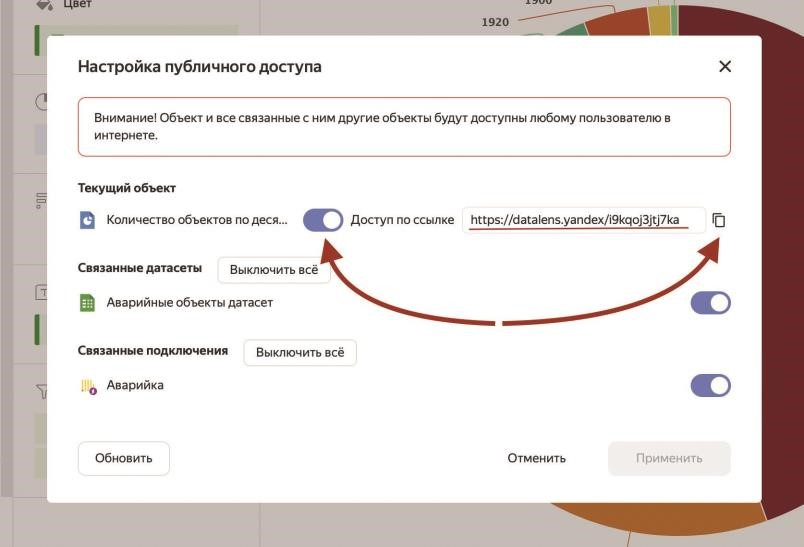 Цвет
1900
1920
Настройка публичного доступа
Внимание! Объект и все связанные с ним другие объекты будут доступны любому пользователю в
интернете.
Текущий объект
Количество объектов по деся... Доступ по ссылке https://datalens.yandex/i9kqoj3jtj7ka
Связанные датасеты Выключить всё
Аварийные объекты датасет
Связанные подключения Выключить всё
Аварийка
Обновить Отменить Применить